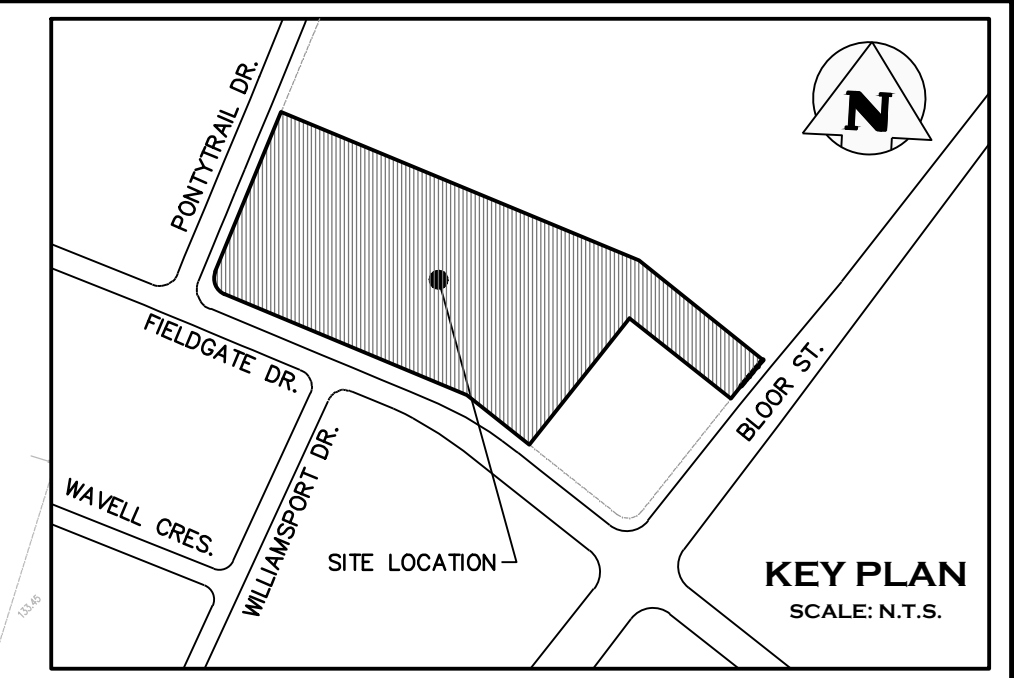 PONTYTRAIL DR.
N
FIELDGATE DR.
BLOOR ST.
WAVELL CRES.
WILLIAMSPORT DR.
SITE LOCATION
KEY PLAN
SCALE: N.T.S.
133.45